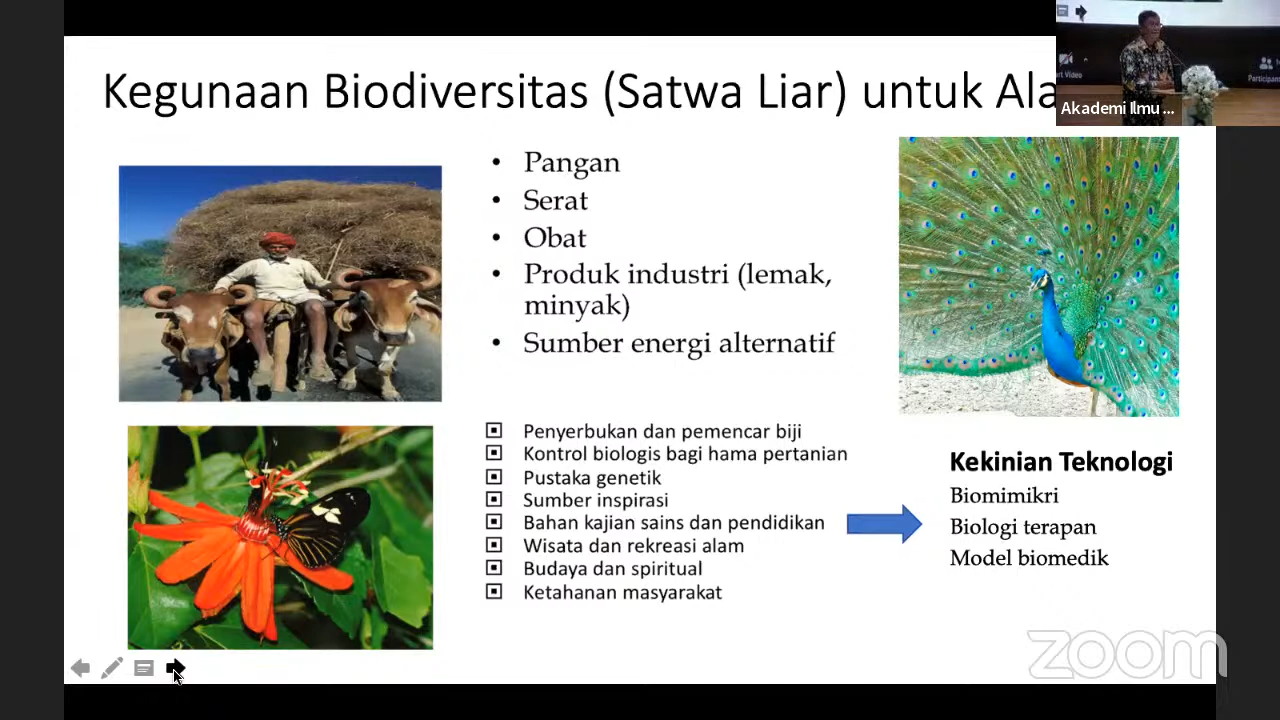 Kegunaan Biodiversitas (Satwa Liar) untuk
Akademi Ilmu ...
Pangan
Serat
Obat
Produk industri (lemak,
minyak)
Sumber energi alternatif
Penyerbukan dan pemencar biji
Kontrol biologis bagi hama pertanian
Pustaka genetik
Sumber inspirasi
Bahan kajian sains dan pendidikan
Wisata dan rekreasi alam
Budaya dan spiritual
Ketahanan masyarakat
Kekinian Teknologi
Biomimikri
Biologi terapan
Model biomedik
zoom